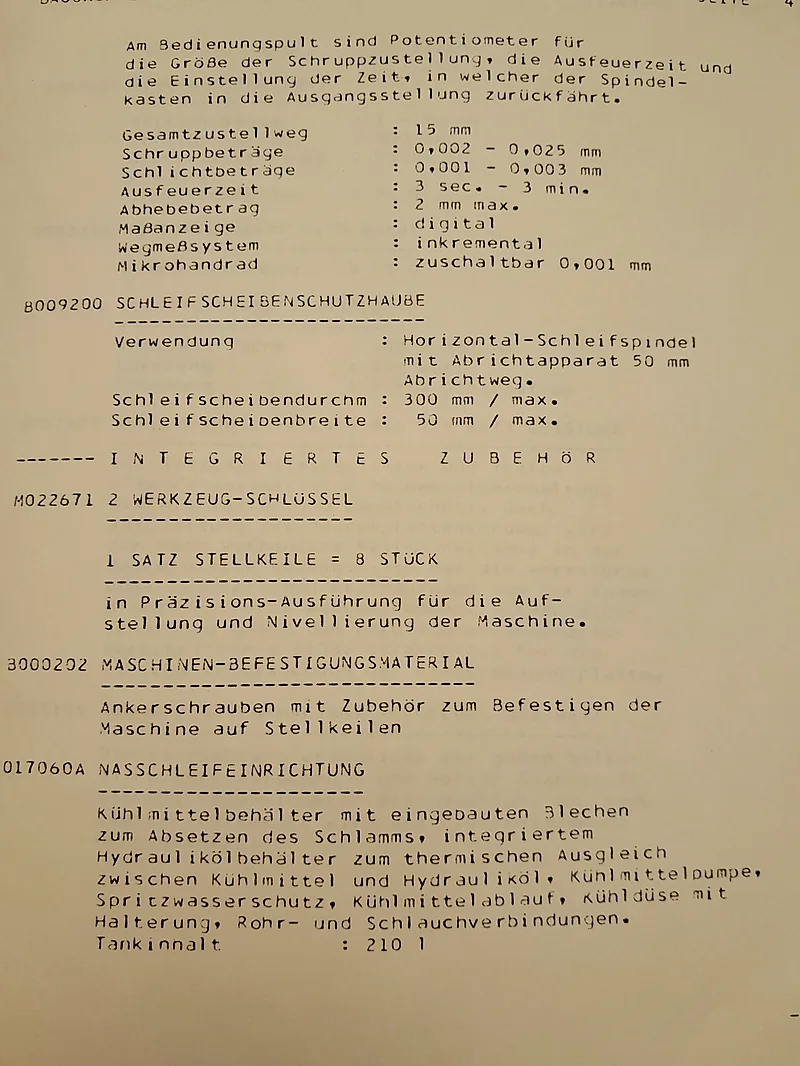 SEITE 4
Am Bedienungspult sind Potentiometer für
die Größe der Schruppzustellung, die Ausfeuerzeit und
die Einstellung der Zeit, in welcher der Spindel-
kasten in die Ausgangsstellung zurückfährt.
Gesamtzustellweg : 15 mm
Schruppbeträge : 0,002 - 0,025 mm
Schlichtbeträge : 0,001 - 0,003 mm
Ausfeuerzeit : 3 sec. - 3 min.
Abhebebetrag : 2 mm max.
Maßanzeige : digital
Wegmeßsystem : inkremental
Mikrohandrad : zuschaltbar 0,001 mm
B009200 SCHLEIFSCHEIBENSCHUTZHAUBE
Verwendung : Horizontal-Schleifspindel
mit Abrichtapparat 50 mm
Abrichtweg.
Schleifscheibendurchm : 300 mm / max.
Schleifscheibenbreite : 50 mm / max.
------- I N T E G R I E R T E S Z U B E H Ö R
M022671 2 WERKZEUG-SCHLÜSSEL
1 SATZ STELLKEILE = 8 STÜCK
in Präzisions-Ausführung für die Auf-
stellung und Nivellierung der Maschine.
B000202 MASCHINEN-BEFESTIGUNGSMATERIAL
Ankerschrauben mit Zubehör zum Befestigen der
Maschine auf Stellkeilen
017060A NASSCHLEIFEINRICHTUNG
Kühlmittelbehälter mit eingebauten Blechen
zum Absetzen des Schlamms, integriertem
Hydraulikölbehälter zum thermischen Ausgleich
zwischen Kühlmittel und Hydrauliköl, Kühlmittelpumpe,
Spritzwasserschutz, Kühlmittelablauf, Kühldüse mit
Halterung, Rohr- und Schlauchverbindungen.
Tankinhalt : 210 l